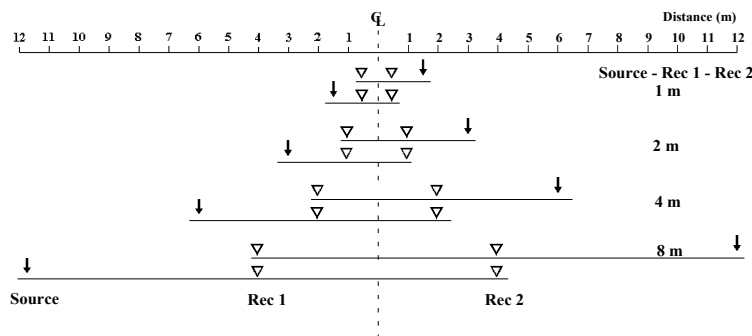 C
L
Distance (m)
12 11 10 9 8 7 6 5 4 3 2 1 1 2 3 4 5 6 7 8 9 10 11 12
Source - Rec 1 - Rec 2
1 m
2 m
4 m
8 m
Source Rec 1 Rec 2